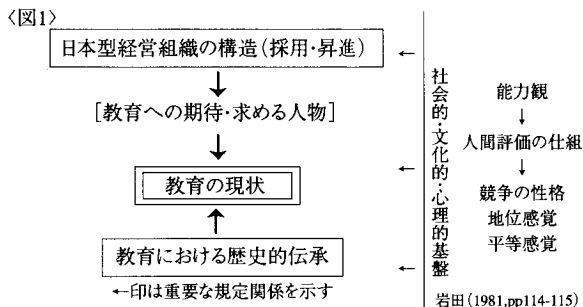 〈図1〉
日本型経営組織の構造(採用・昇進)
[教育への期待・求める人物]
教育の現状
教育における歴史的伝承
←印は重要な規定関係を示す
社会的・文化的・心理的基盤
能力観
人間評価の仕組
競争の性格
地位感覚
平等感覚
岩田(1981,pp114-115)